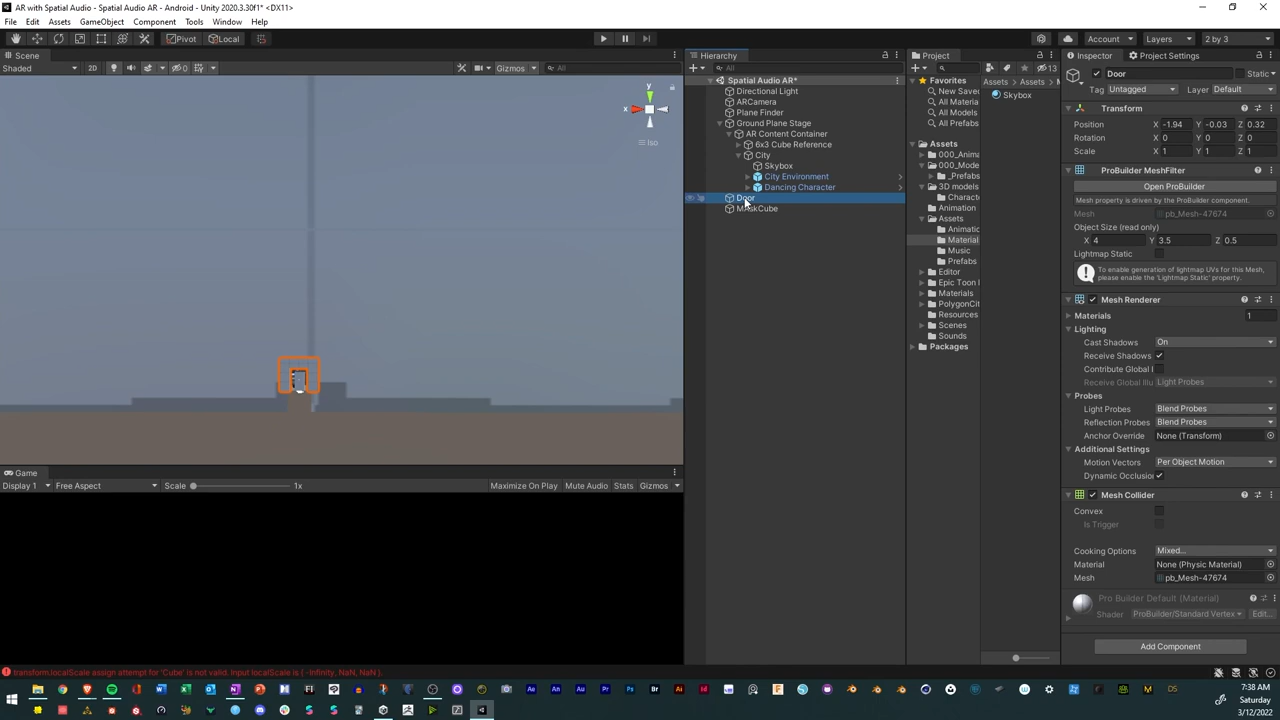 AR with Spatial Audio - Spatial Audio AR - Android - Unity 2020.3.30f1* <DX11>
File Edit Assets GameObject Component Tools Window Help
Pivot Local Account Layers 2 by 3
Scene
Shaded 2D 0 Gizmos All
y
x
Iso
Game
Display 1 Free Aspect Scale 1x Maximize On Play Mute Audio Stats Gizmos
Hierarchy
All
Spatial Audio AR*
Directional Light
ARCamera
Plane Finder
Ground Plane Stage
AR Content Container
6x3 Cube Reference
City
Skybox
City Environment
Dancing Character
Door
MaskCube
Project
13
Favorites
New Saved
All Materia
All Models
All Prefabs
Assets
000_Anima
000_Mode
_Prefabs
3D models
Charact
Animation
Assets
Animatic
Material
Music
Prefabs
Editor
Epic Toon
Materials
PolygonCit
Resources
Scenes
Sounds
Packages
Assets Assets
Skybox
Inspector Project Settings
Door Static
Tag Untagged Layer Default
Transform
Position X -1.94 Y -0.03 Z 0.32
Rotation X 0 Y 0 Z 0
Scale X 1 Y 1 Z 1
ProBuilder MeshFilter
Open ProBuilder
Mesh property is driven by the ProBuilder component.
Mesh pb_Mesh-47674
Object Size (read only)
X 4 Y 3.5 Z 0.5
Lightmap Static
To enable generation of lightmap UVs for this Mesh, please enable the 'Lightmap Static' property.
Mesh Renderer
Materials 1
Lighting
Cast Shadows On
Receive Shadows
Contribute Global I
Receive Global Illu Light Probes
Probes
Light Probes Blend Probes
Reflection Probes Blend Probes
Anchor Override None (Transform)
Additional Settings
Motion Vectors Per Object Motion
Dynamic Occlusion
Mesh Collider
Convex
Is Trigger
Cooking Options Mixed...
Material None (Physic Material)
Mesh pb_Mesh-47674
Pro Builder Default (Material)
Shader ProBuilder/Standard Vertex Edit...
Add Component
transform.localScale assign attempt for 'Cube' is not valid. Input localScale is { -Infinity, NaN, NaN }.
7:38 AM
Saturday
3/12/2022